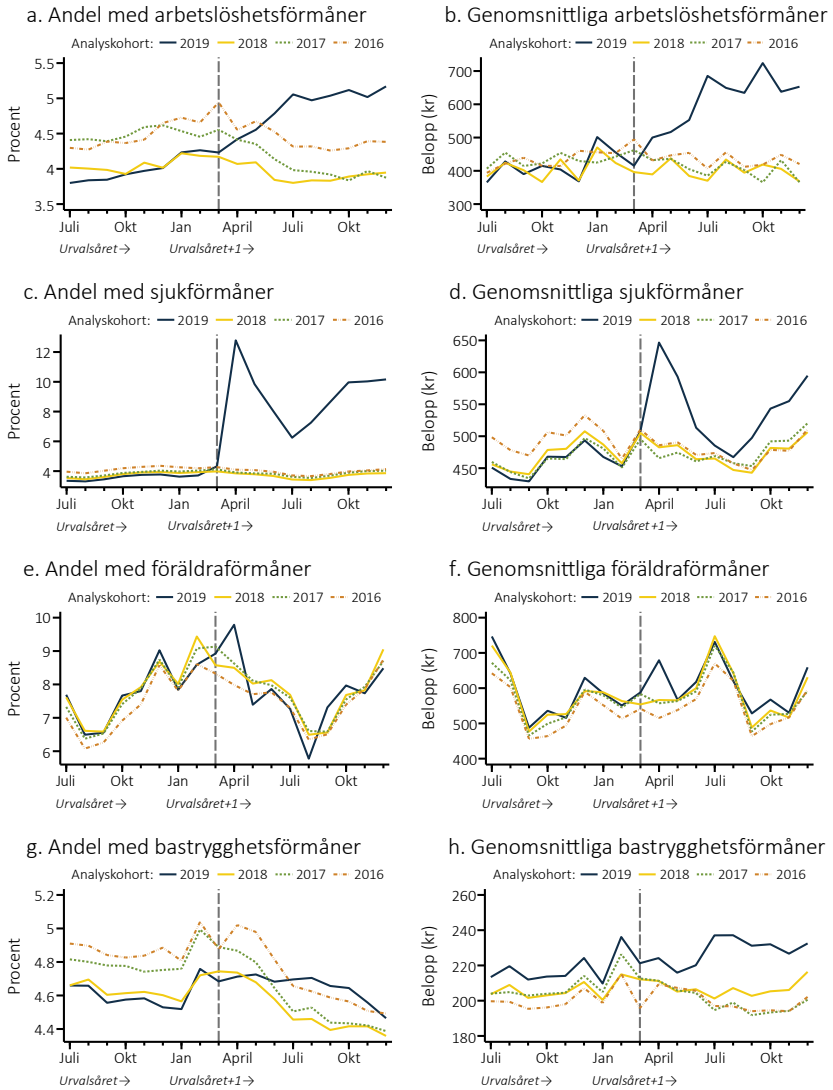 a. Andel med arbetslöshetsförmåner
Analyskohort: 2019 2018 2017 2016
Procent
5.5
5
4.5
4
3.5
Juli Okt Jan April Juli Okt
Urvalsåret→ Urvalsåret+1→
b. Genomsnittliga arbetslöshetsförmåner
Analyskohort: 2019 2018 2017 2016
Belopp (kr)
700
600
500
400
300
Juli Okt Jan April Juli Okt
Urvalsåret→ Urvalsåret+1→
c. Andel med sjukförmåner
Analyskohort: 2019 2018 2017 2016
Procent
12
10
8
6
4
Juli Okt Jan April Juli Okt
Urvalsåret→ Urvalsåret+1→
d. Genomsnittliga sjukförmåner
Analyskohort: 2019 2018 2017 2016
Belopp (kr)
650
600
550
500
450
Juli Okt Jan April Juli Okt
Urvalsåret→ Urvalsåret+1→
e. Andel med föräldraförmåner
Analyskohort: 2019 2018 2017 2016
Procent
10
9
8
7
6
Juli Okt Jan April Juli Okt
Urvalsåret→ Urvalsåret+1→
f. Genomsnittliga föräldraförmåner
Analyskohort: 2019 2018 2017 2016
Belopp (kr)
800
700
600
500
400
Juli Okt Jan April Juli Okt
Urvalsåret→ Urvalsåret+1→
g. Andel med bastrygghetsförmåner
Analyskohort: 2019 2018 2017 2016
Procent
5.2
5
4.8
4.6
4.4
Juli Okt Jan April Juli Okt
Urvalsåret→ Urvalsåret+1→
h. Genomsnittliga bastrygghetsförmåner
Analyskohort: 2019 2018 2017 2016
Belopp (kr)
260
240
220
200
180
Juli Okt Jan April Juli Okt
Urvalsåret→ Urvalsåret+1→